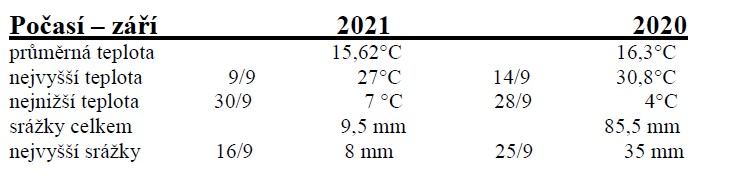 Počasí – září 2021 2020
průměrná teplota 15,62°C 16,3°C
nejvyšší teplota 9/9 27°C 14/9 30,8°C
nejnižší teplota 30/9 7 °C 28/9 4°C
srážky celkem 9,5 mm 85,5 mm
nejvyšší srážky 16/9 8 mm 25/9 35 mm